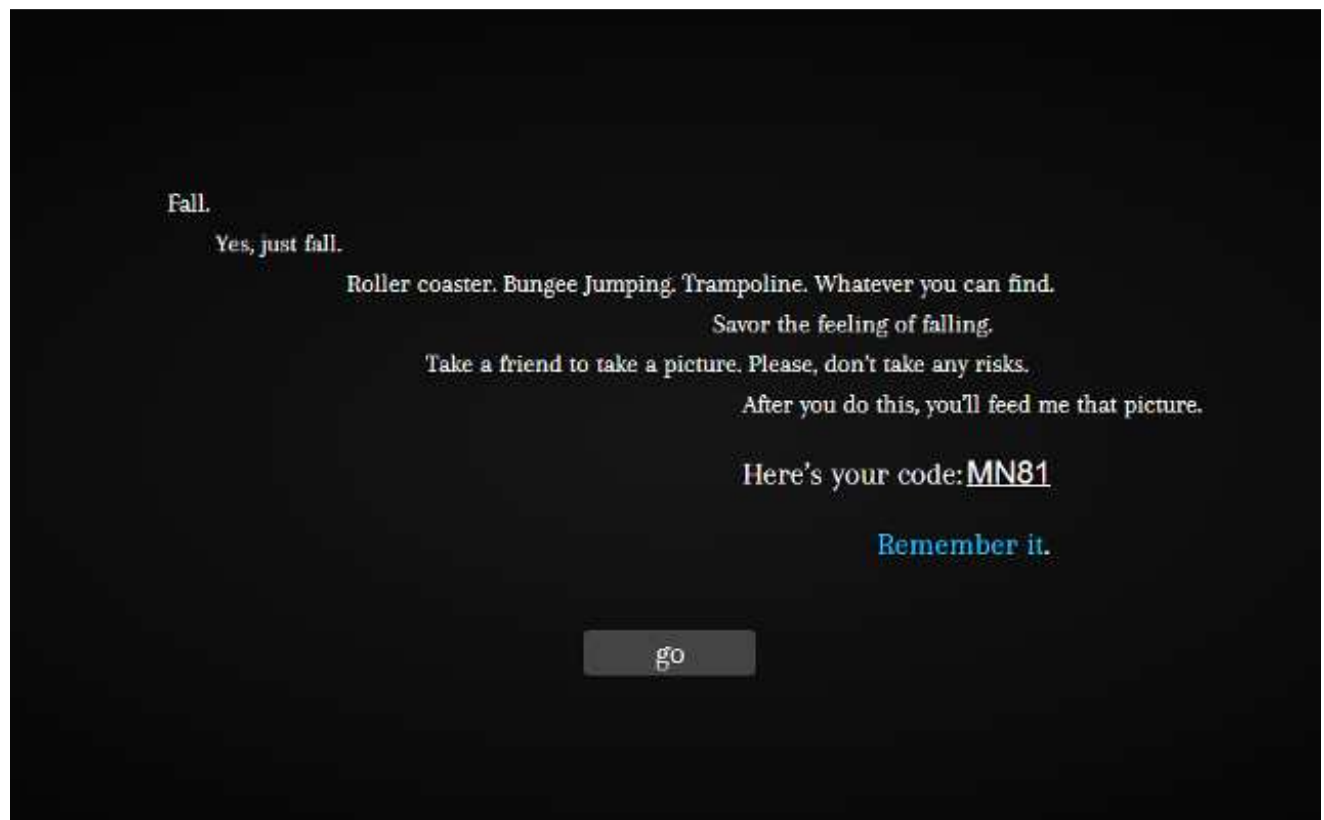 Fall.
Yes, just fall.
Roller coaster. Bungee Jumping. Trampoline. Whatever you can find.
Savor the feeling of falling.
Take a friend to take a picture. Please, don't take any risks.
After you do this, you'll feed me that picture.
Here's your code: MN81
Remember it.
go